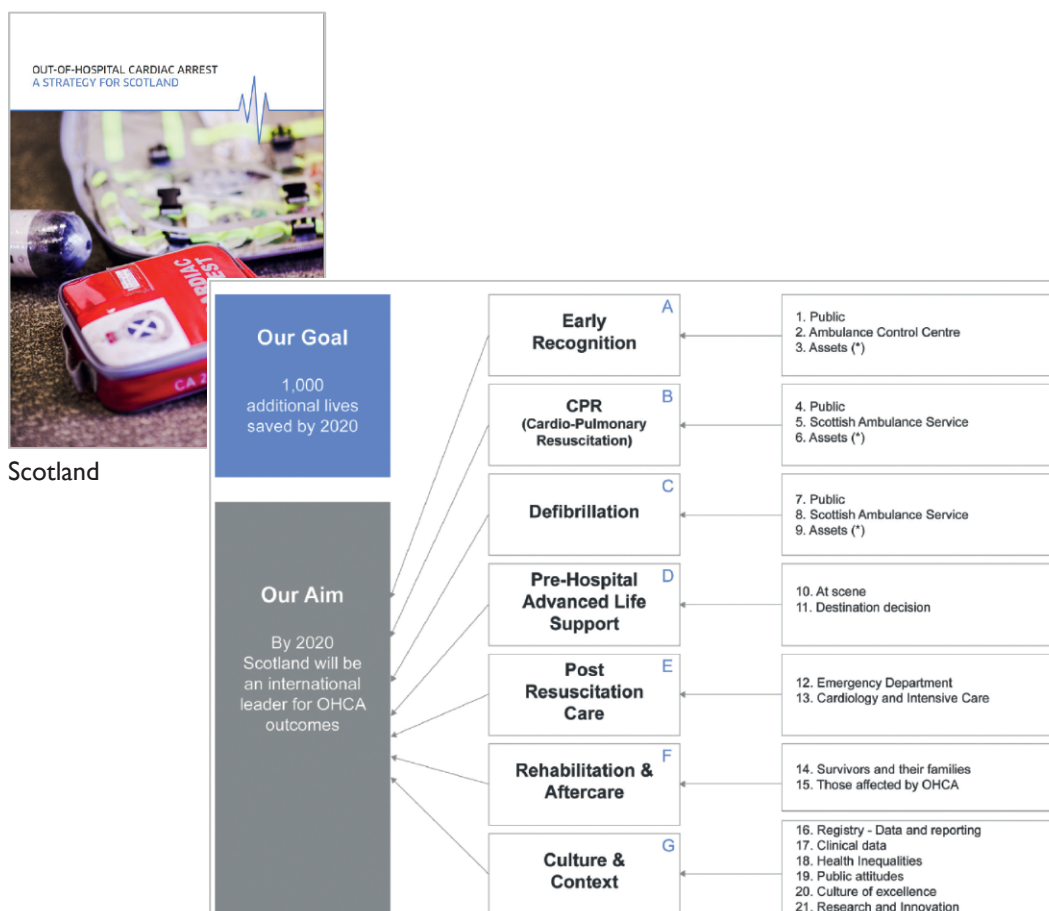 OUT-OF-HOSPITAL CARDIAC ARREST
A STRATEGY FOR SCOTLAND
CARDIAC
CA 2
Scotland
Our Goal
1,000
additional lives
saved by 2020
Our Aim
By 2020
Scotland will be
an international
leader for OHCA
outcomes
A
Early
Recognition
B
CPR
(Cardio-Pulmonary
Resuscitation)
C
Defibrillation
D
Pre-Hospital
Advanced Life
Support
E
Post
Resuscitation
Care
F
Rehabilitation &
Aftercare
G
Culture &
Context
1. Public
2. Ambulance Control Centre
3. Assets (*)
4. Public
5. Scottish Ambulance Service
6. Assets (*)
7. Public
8. Scottish Ambulance Service
9. Assets (*)
10. At scene
11. Destination decision
12. Emergency Department
13. Cardiology and Intensive Care
14. Survivors and their families
15. Those affected by OHCA
16. Registry - Data and reporting
17. Clinical data
18. Health Inequalities
19. Public attitudes
20. Culture of excellence
21. Research and Innovation